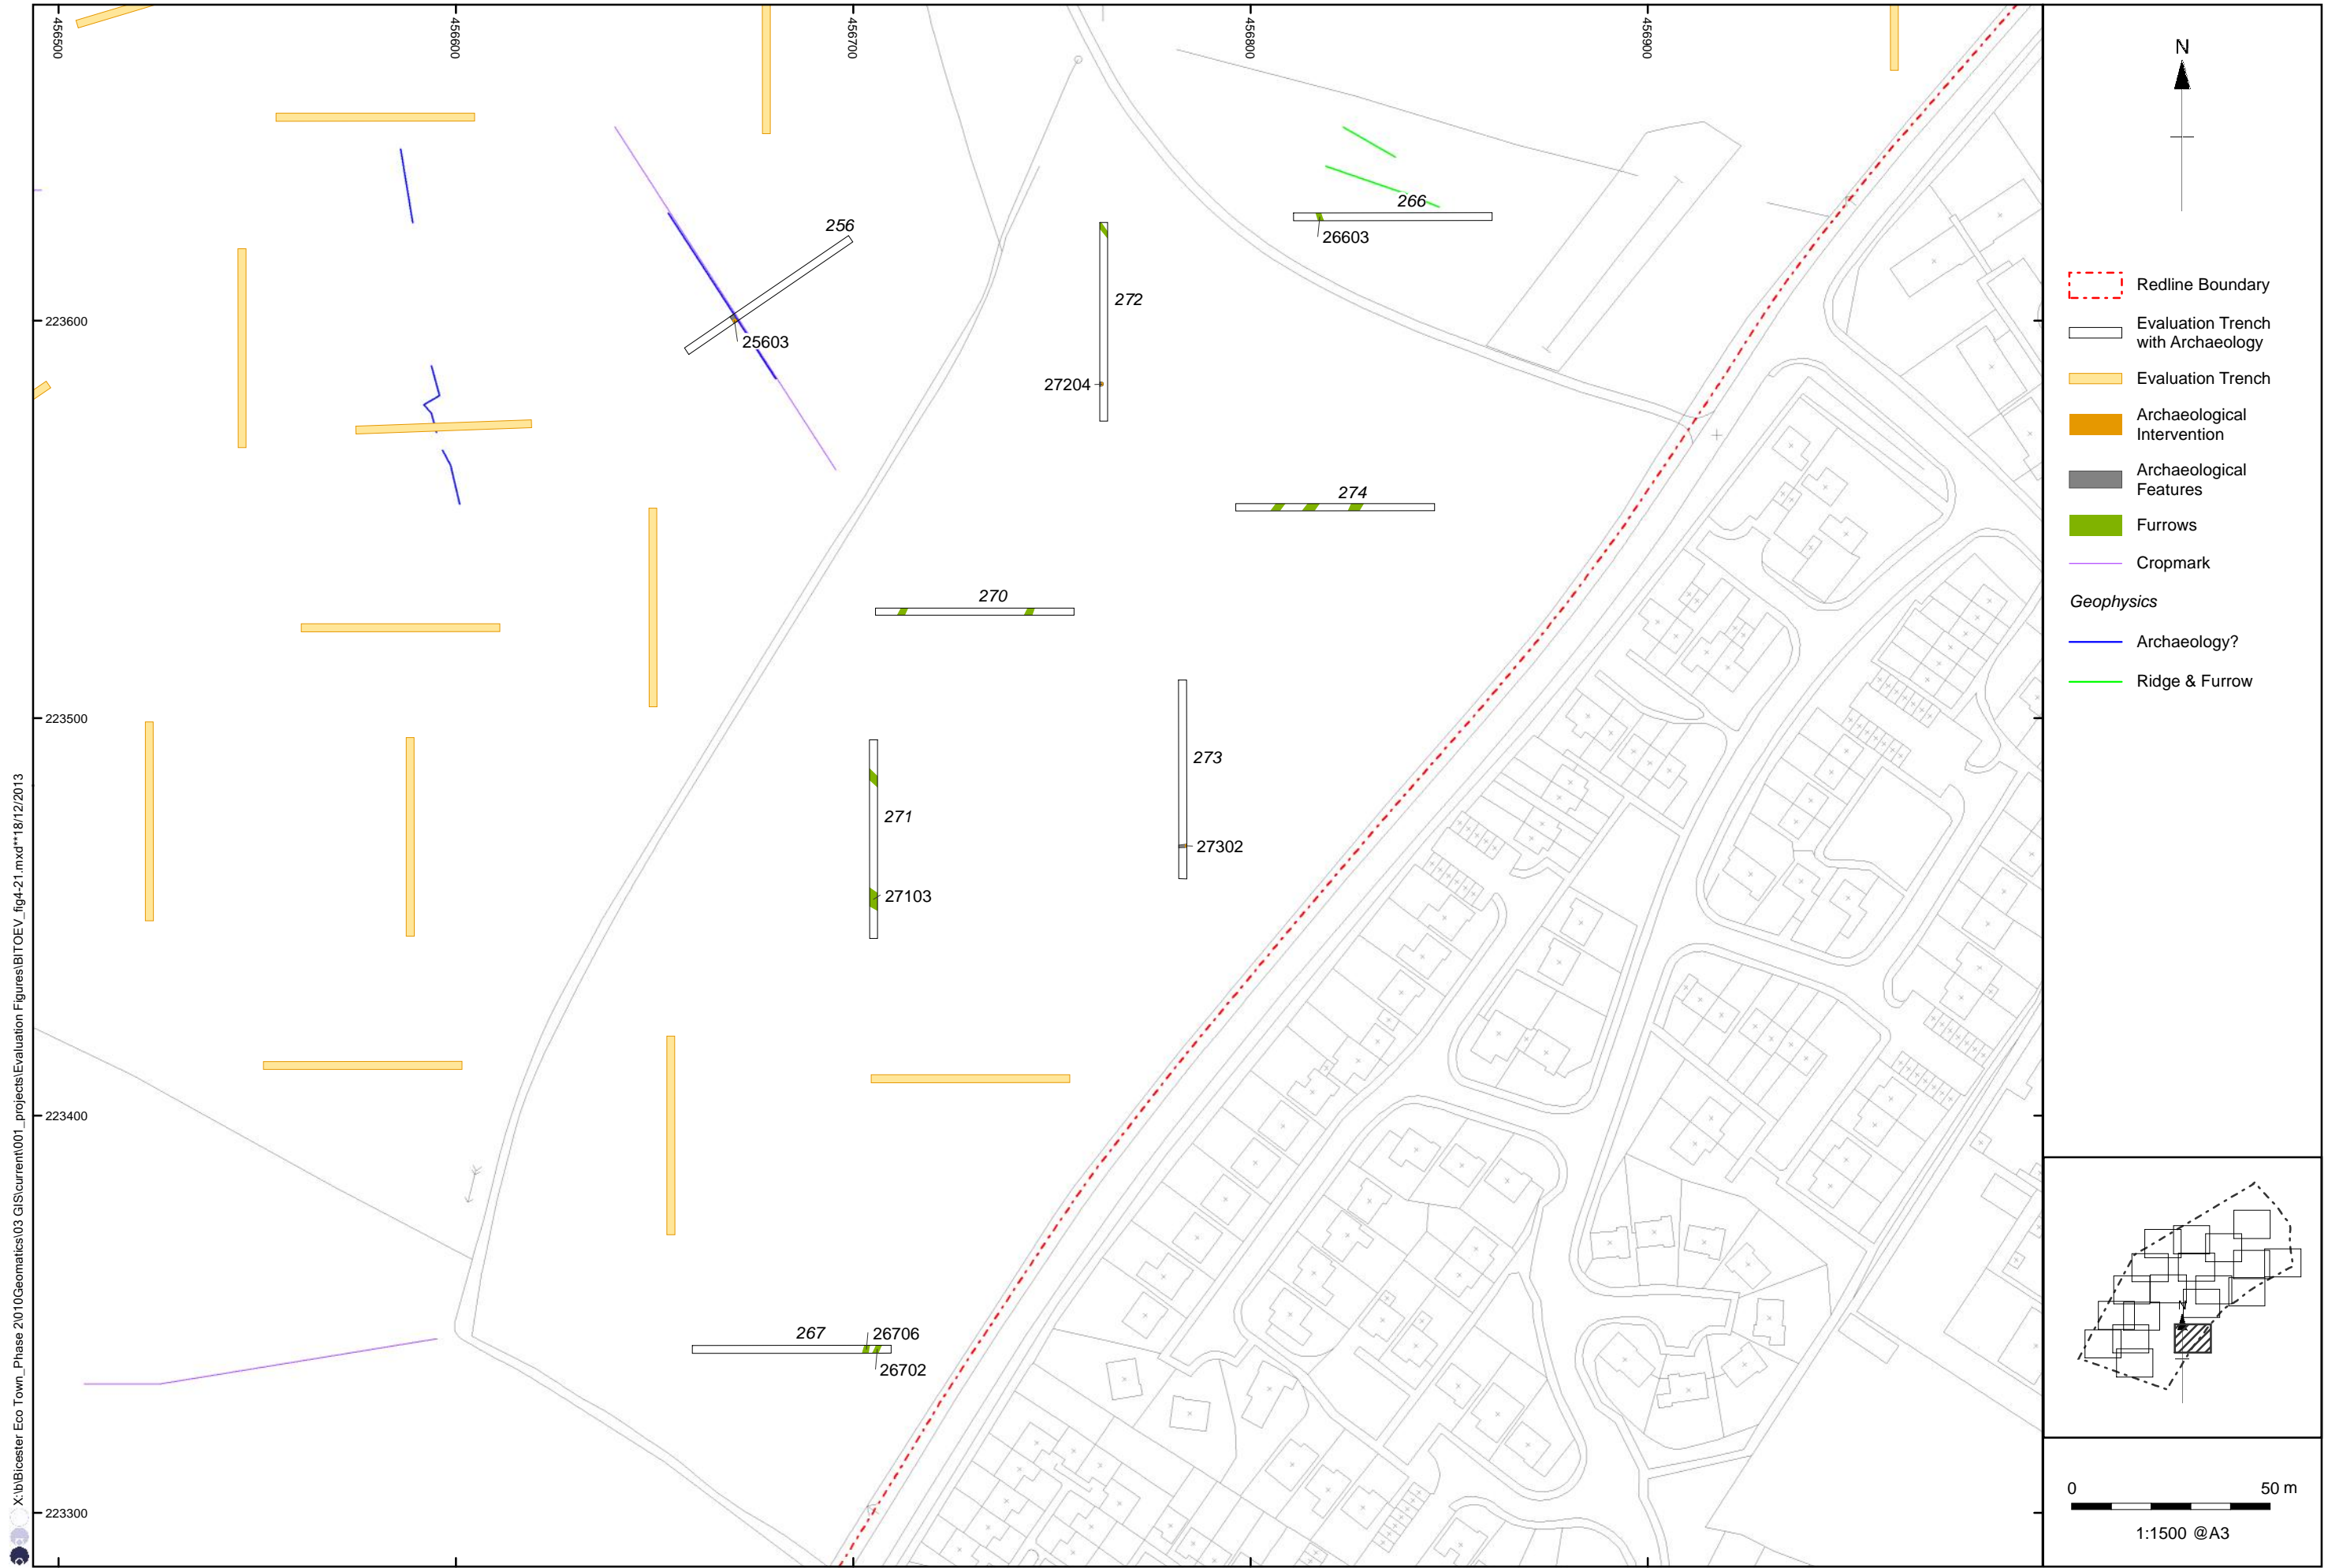 456500
456600
456700
456800
456900
223600
223500
223400
223300
256
25603
266
26603
272
27204
274
270
273
27302
271
27103
267
26706
26702
N
Redline Boundary
Evaluation Trench
with Archaeology
Evaluation Trench
Archaeological
Intervention
Archaeological
Features
Furrows
Cropmark
Geophysics
Archaeology?
Ridge & Furrow
N
0 50 m
1:1500 @A3
X:\b\Bicester Eco Town_Phase 2\010Geomatics\03 GIS\current\001_projects\Evaluation Figures\BITOEV_fig4-21.mxd**18/12/2013